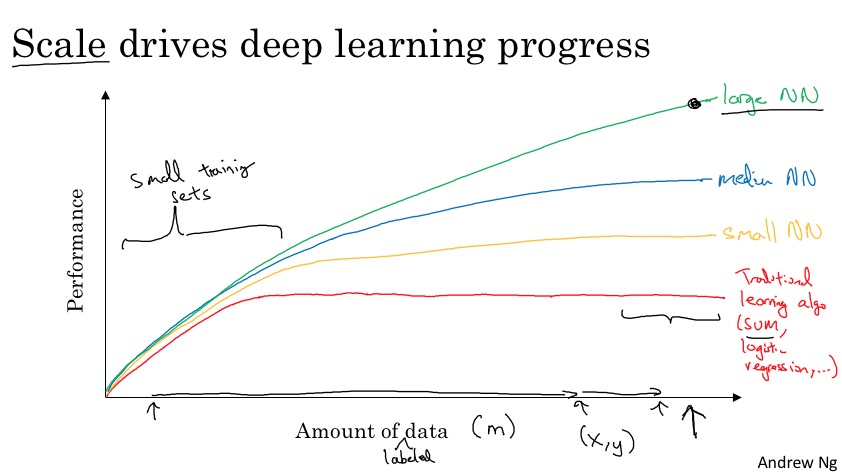 Scale drives deep learning progress
large NN
small training
sets
medium NN
Performance
small NN
Traditional
learning algo
(SVM,
logistic
regression,...)
Amount of data (m)
labeled
(x,y)
Andrew Ng